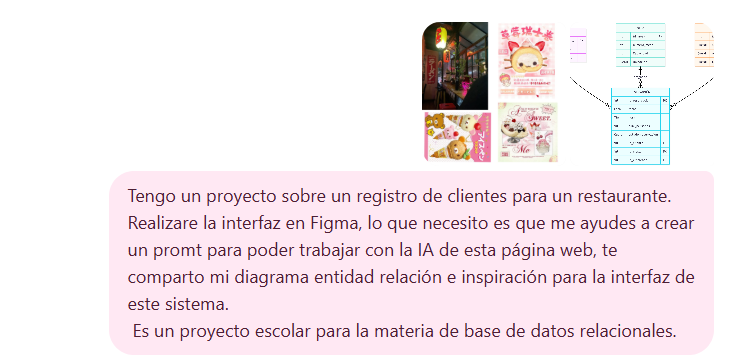 SWEET,
Me
Tengo un proyecto sobre un registro de clientes para un restaurante.
Realizare la interfaz en Figma, lo que necesito es que me ayudes a crear
un promt para poder trabajar con la IA de esta página web, te
comparto mi diagrama entidad relación e inspiración para la interfaz de
este sistema.
Es un proyecto escolar para la materia de base de datos relacionales.